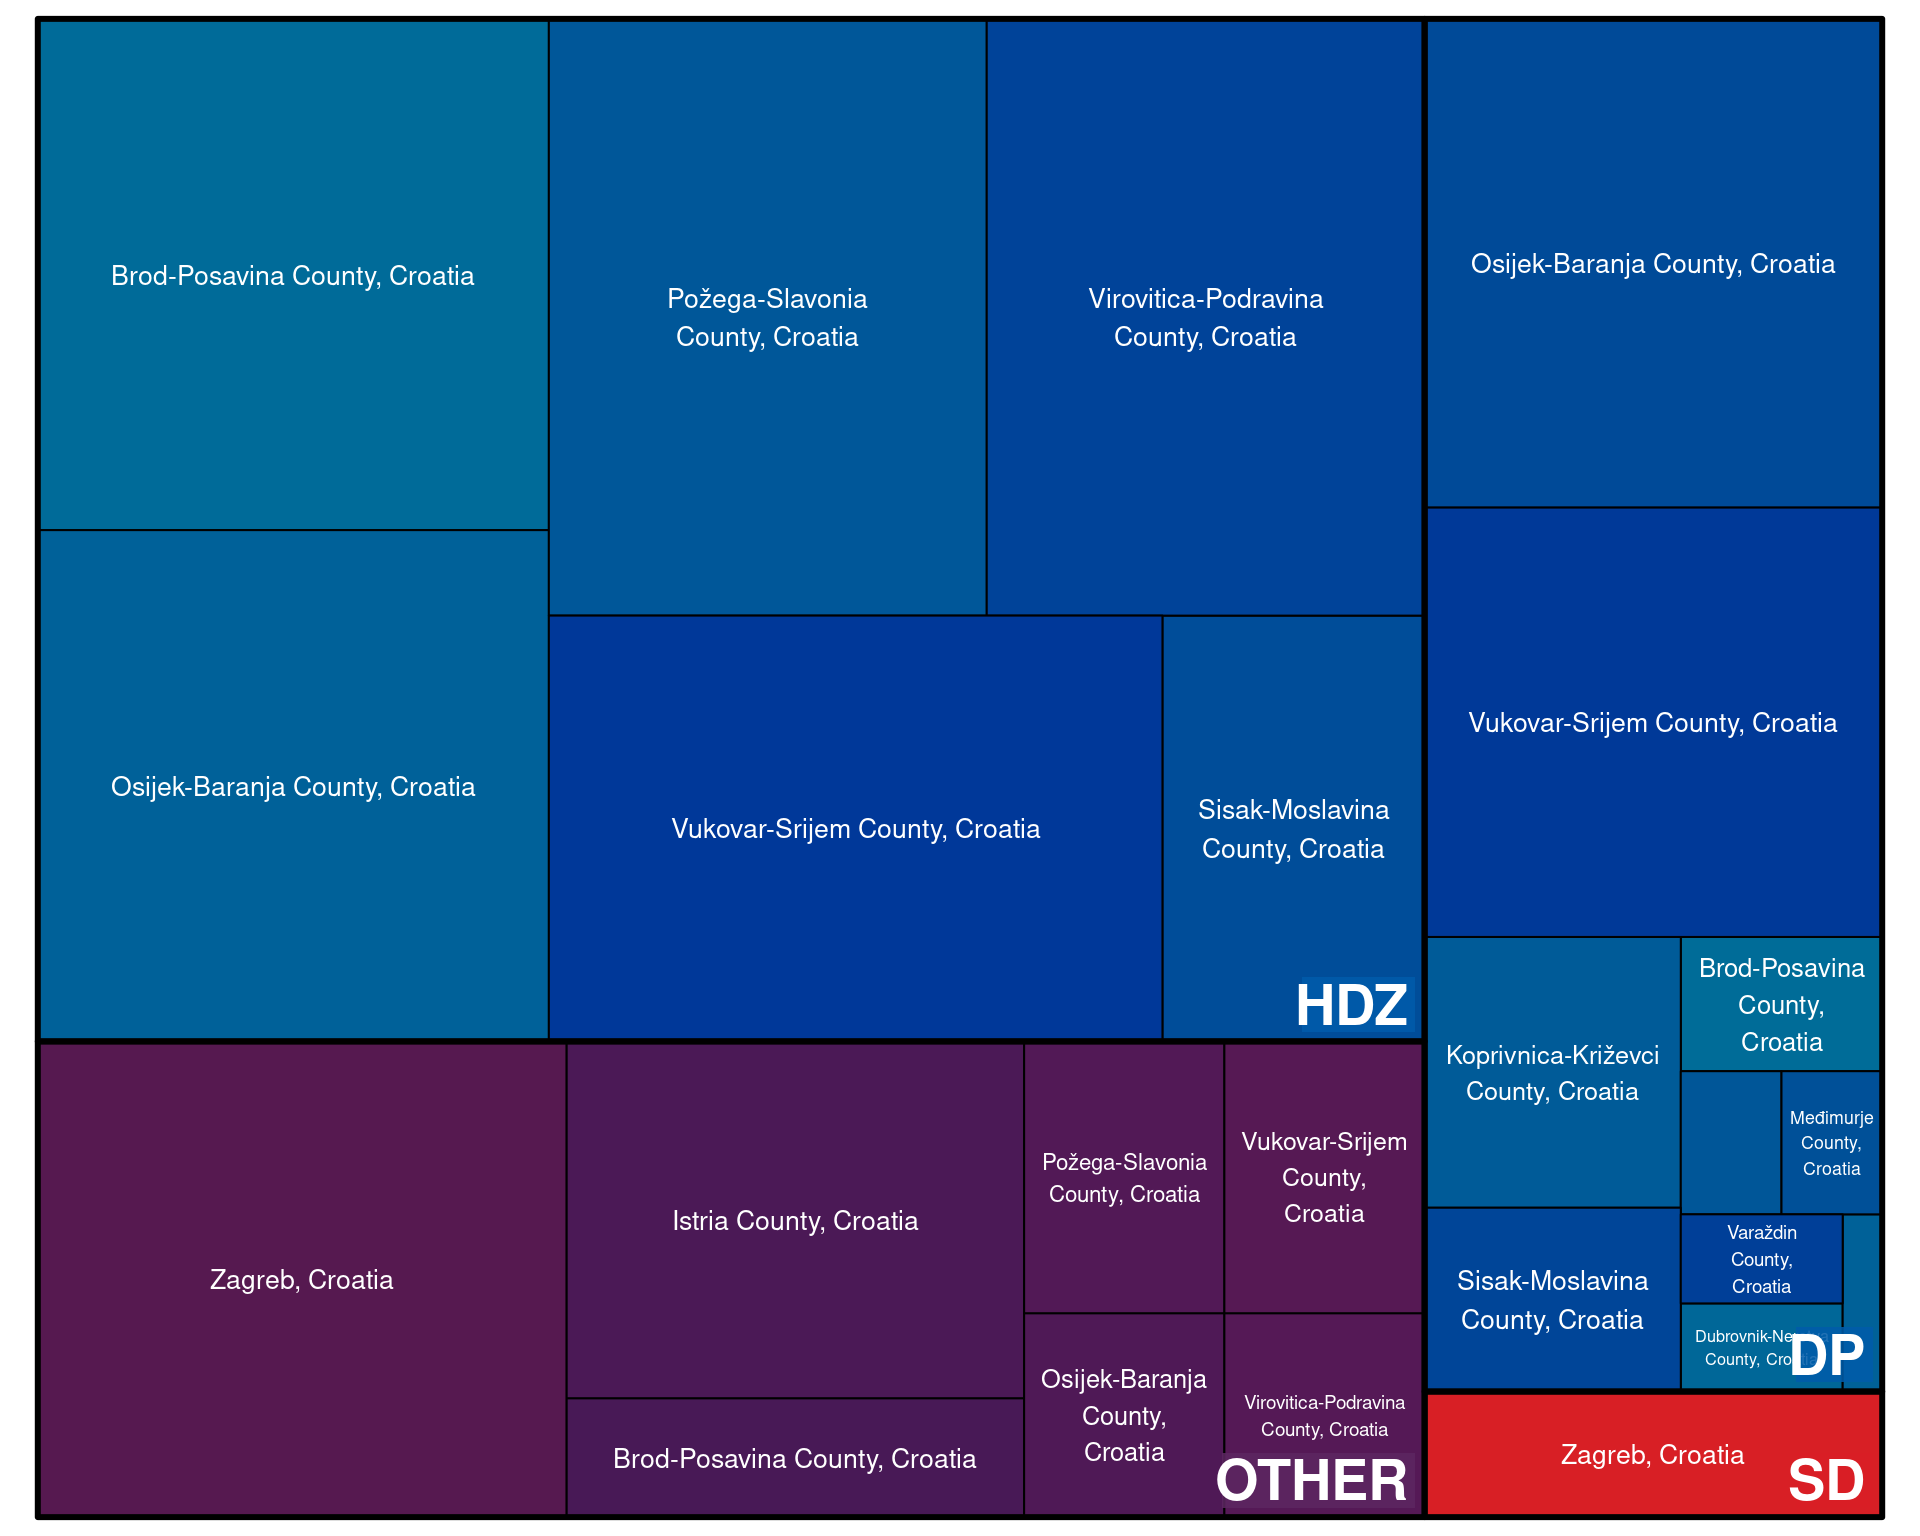 Brod-Posavina County, Croatia
Požega-Slavonia
County, Croatia
Virovitica-Podravina
County, Croatia
Osijek-Baranja County, Croatia
Vukovar-Srijem County, Croatia
Sisak-Moslavina
County, Croatia
HDZ
Osijek-Baranja County, Croatia
Vukovar-Srijem County, Croatia
Koprivnica-Križevci
County, Croatia
Brod-Posavina
County,
Croatia
Međimurje
County,
Croatia
Sisak-Moslavina
County, Croatia
Varaždin
County,
Croatia
County,
DP
Zagreb, Croatia
Istria County, Croatia
Brod-Posavina County, Croatia
Požega-Slavonia
County, Croatia
Vukovar-Srijem
County,
Croatia
Osijek-Baranja
County,
Croatia
Virovitica-Podravina
County, Croatia
OTHER
Zagreb, Croatia
SD